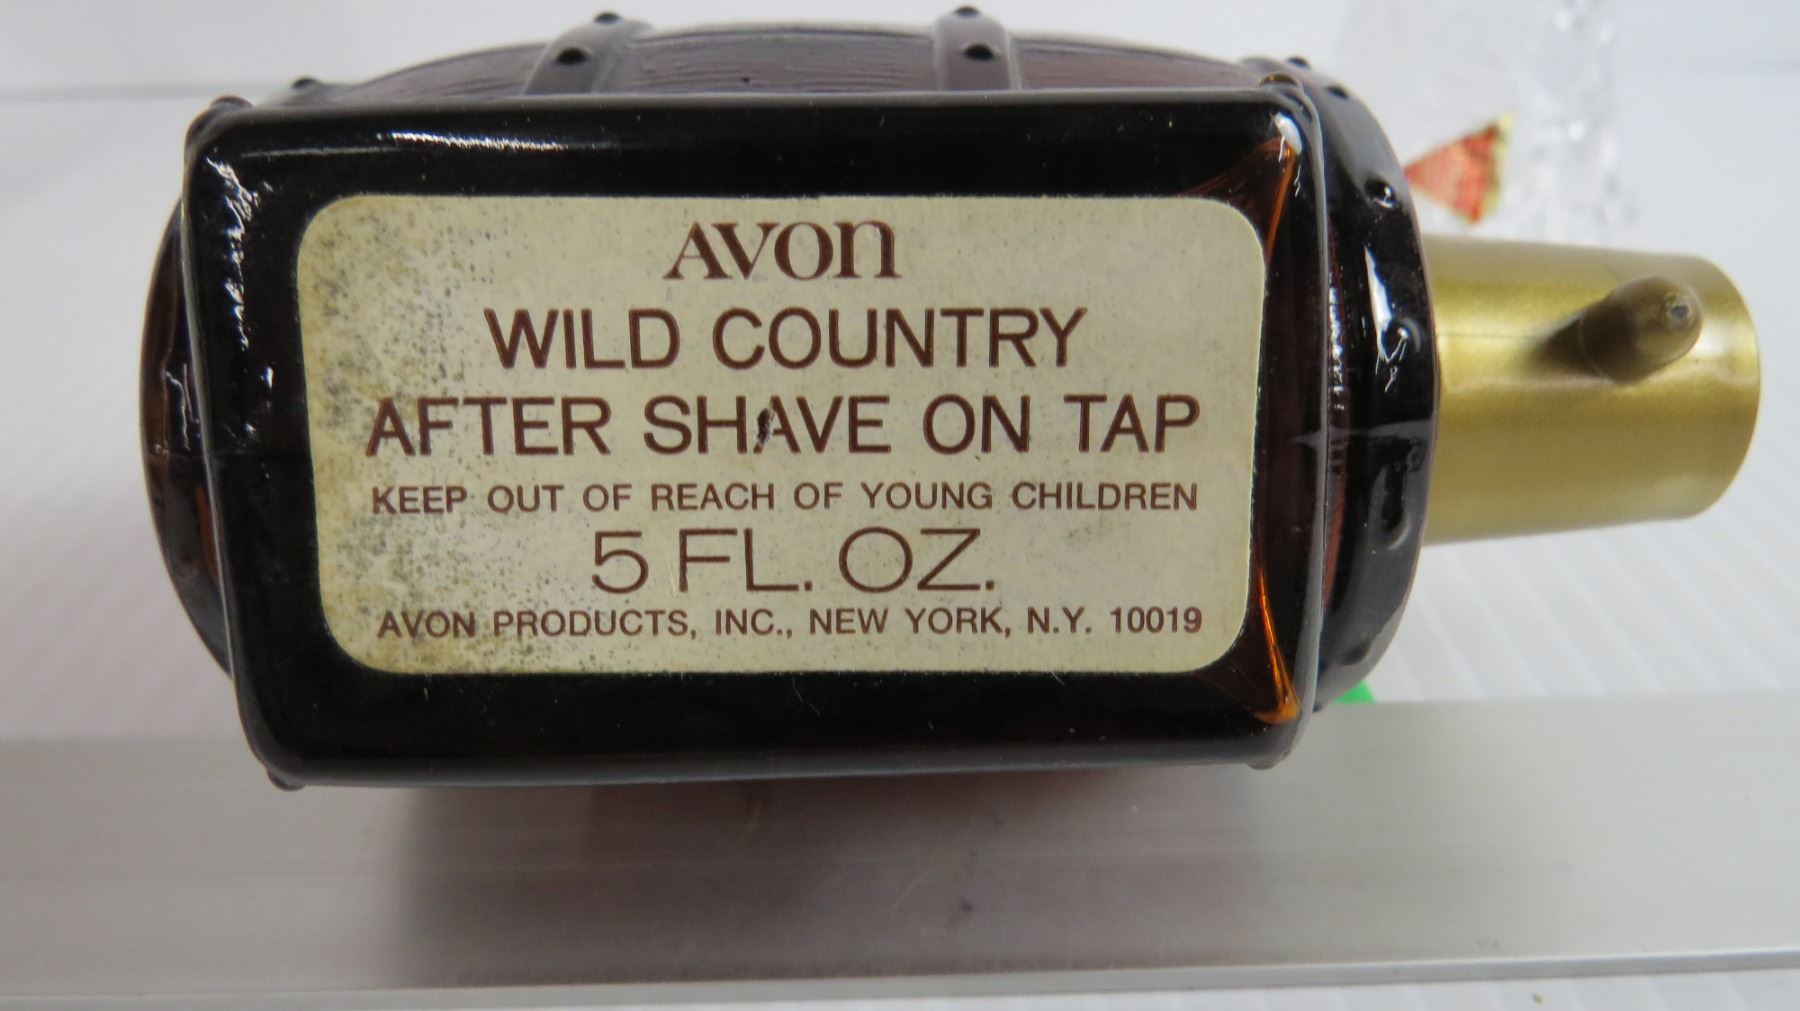 AVON
WILD COUNTRY
AFTER SHAVE ON TAP
KEEP OUT OF REACH OF YOUNG CHILDREN
5 FL. OZ.
AVON PRODUCTS, INC., NEW YORK, N.Y. 10019